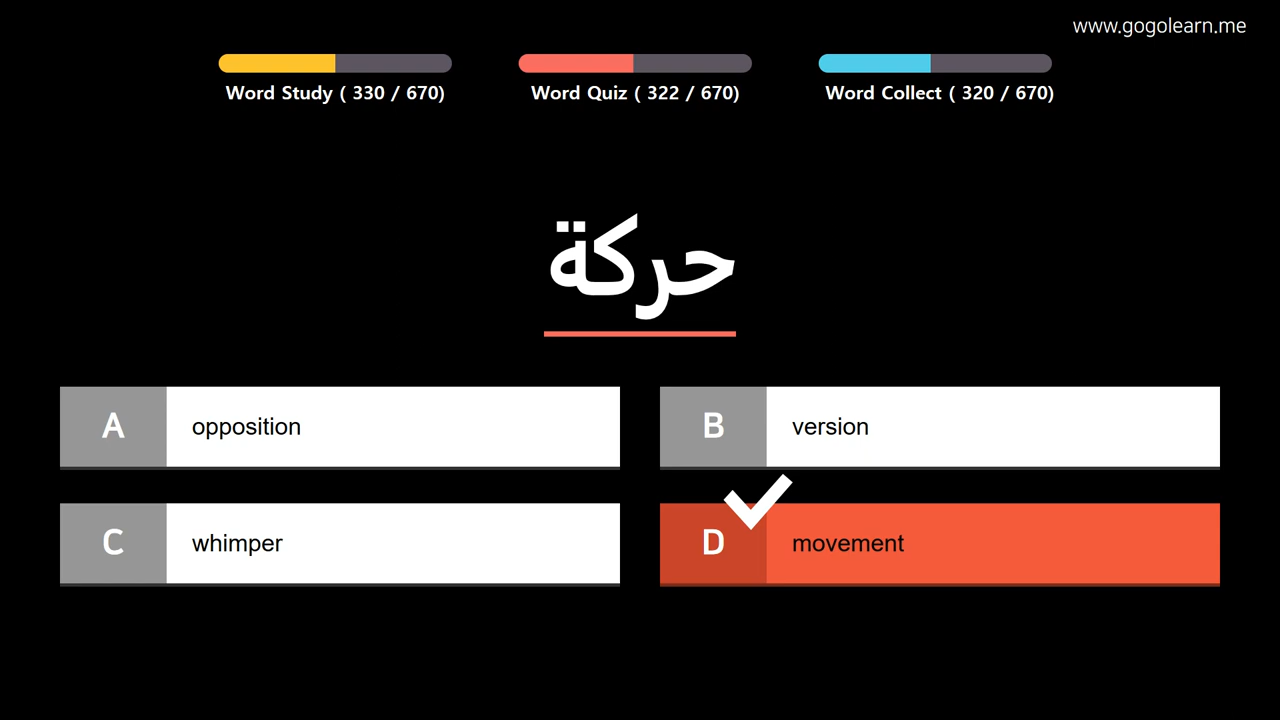 www.gogolearn.me
Word Study ( 330 / 670)
Word Quiz ( 322 / 670)
Word Collect ( 320 / 670)
حركة
A
opposition
B
version
C
whimper
D
movement